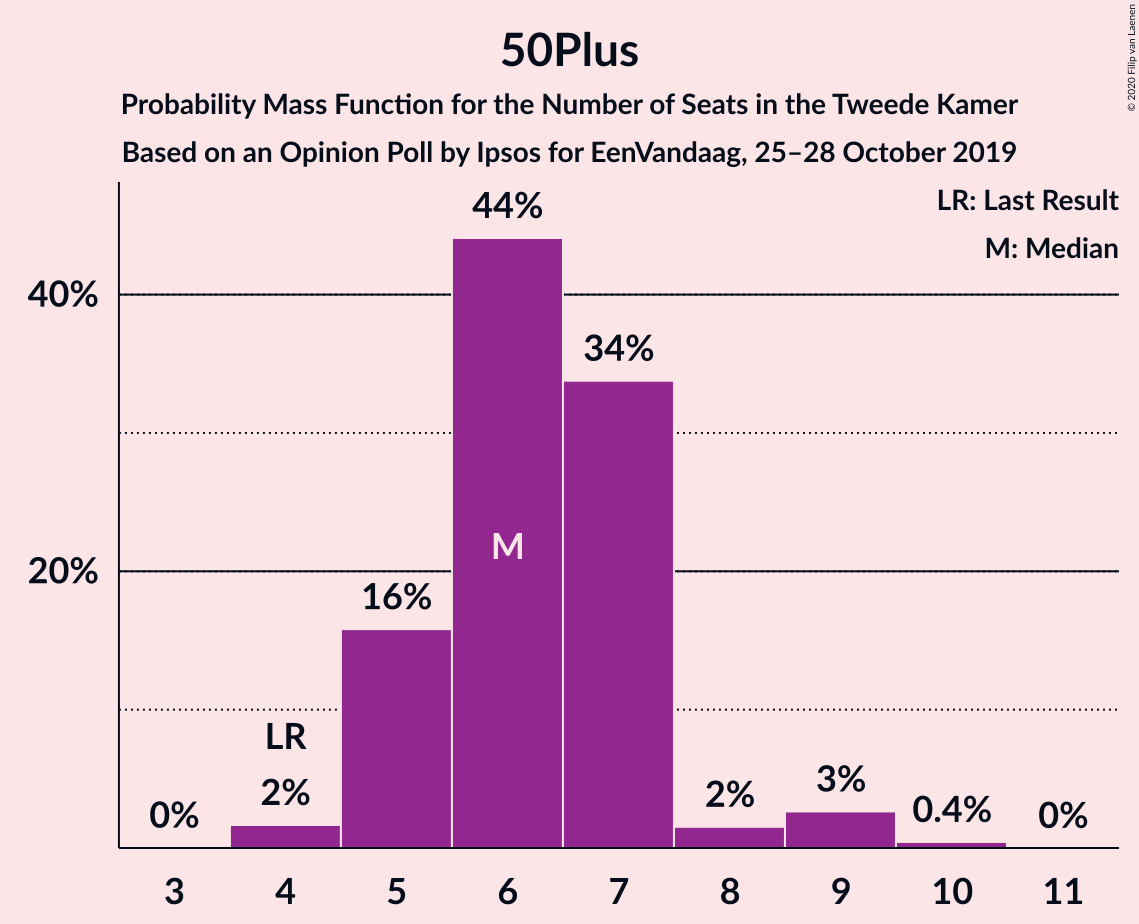 50Plus
Probability Mass Function for the Number of Seats in the Tweede Kamer
Based on an Opinion Poll by Ipsos for EenVandaag, 25–28 October 2019
© 2020 Filip van Laenen
LR: Last Result
M: Median
44%
40%
34%
M
20%
16%
LR
0%
2%
2%
3%
0.4%
0%
3 4 5 6 7 8 9 10 11